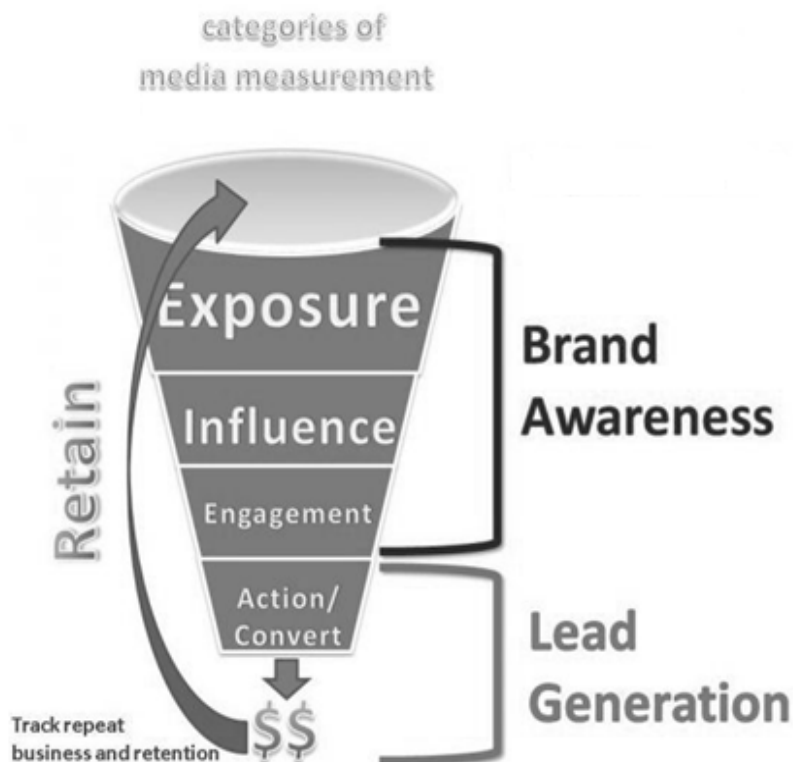 categories of
media measurement
Exposure
Influence
Engagement
Action/
Convert
$$
Retain
Brand
Awareness
Lead
Generation
Track repeat
business and retention